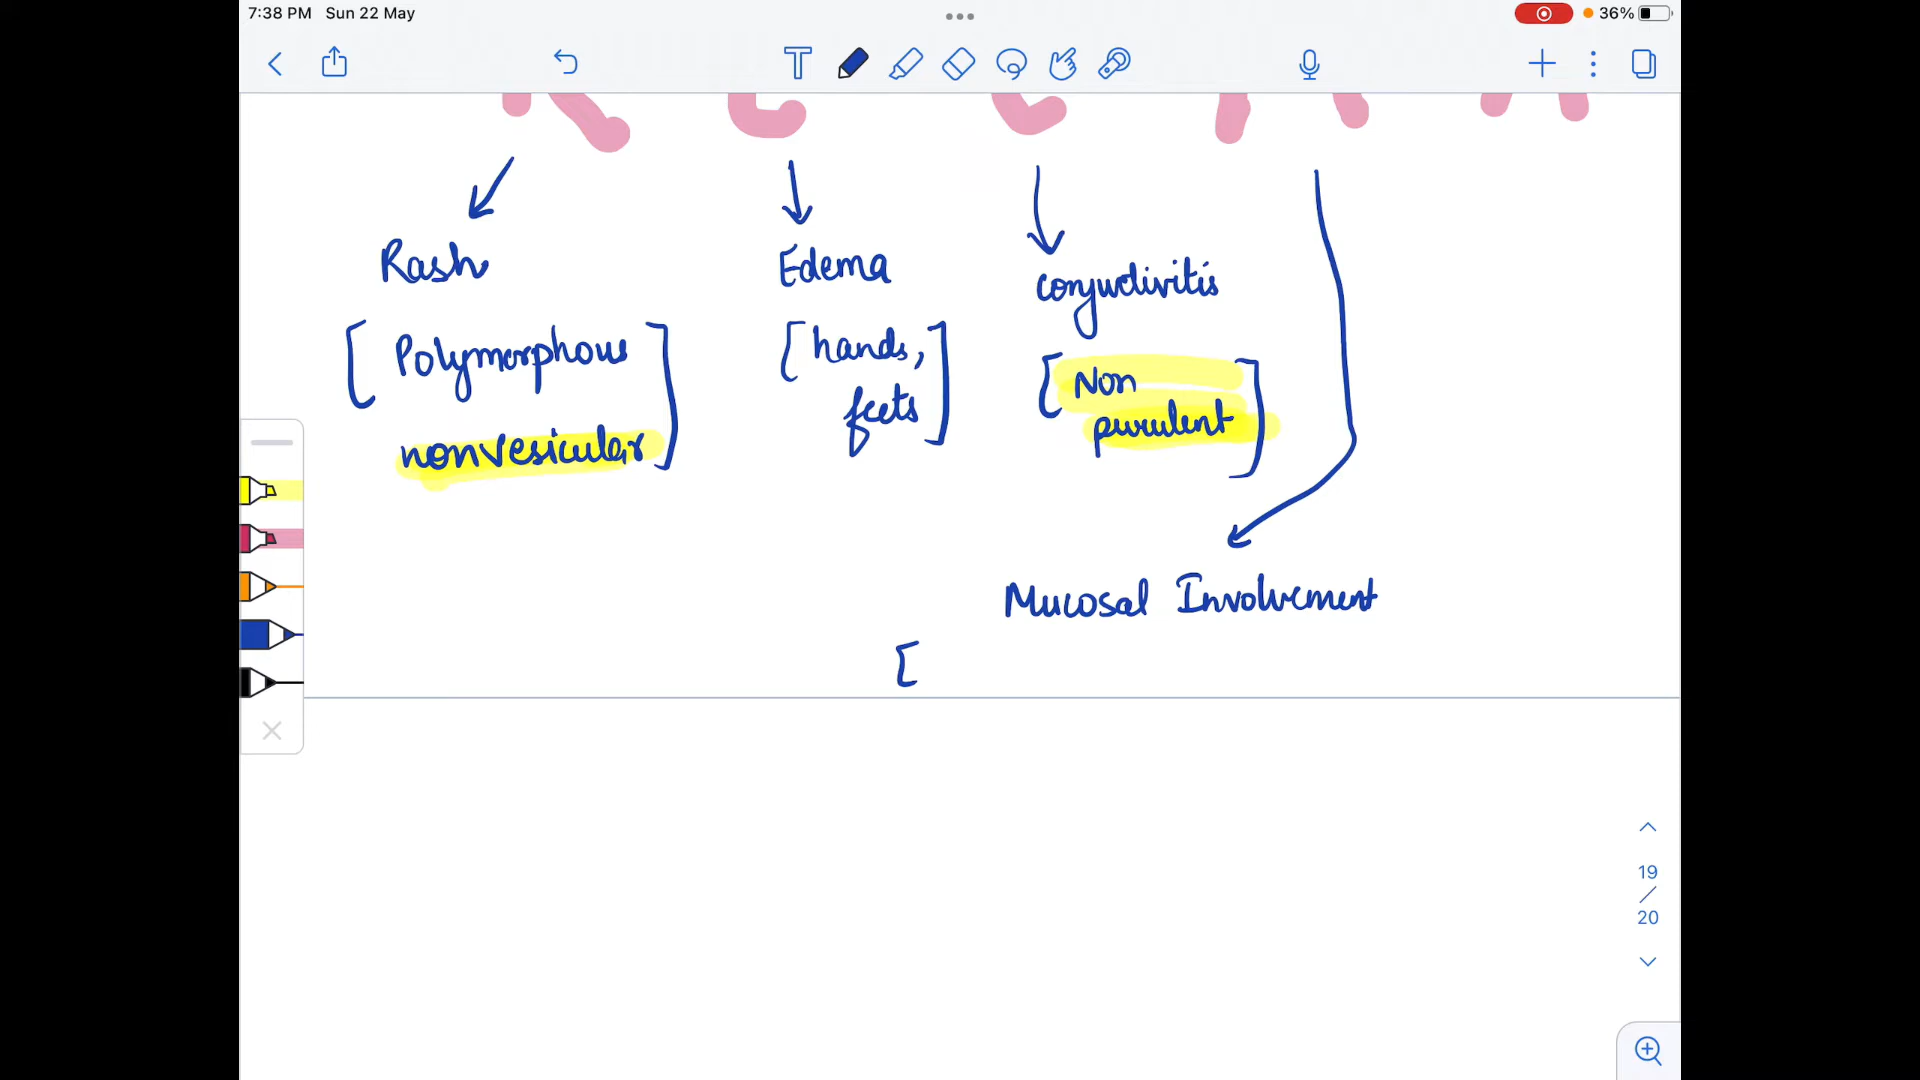 7:38 PM Sun 22 May
36%
T
Rash
Edema
conjuctivitis
[ Polymorphous
nonvesicular ]
[ hands,
feets ]
[ Non
purulent ]
Mucosal Involvement
[
19
/
20